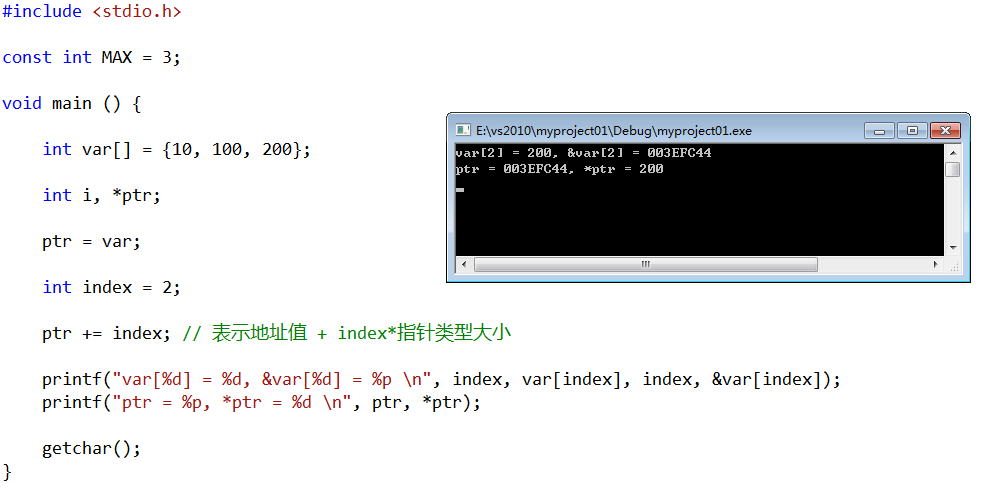 #include <stdio.h>
const int MAX = 3;
void main () {
int var[] = {10, 100, 200};
int i, *ptr;
ptr = var;
int index = 2;
ptr += index; // 表示地址值 + index*指针类型大小
printf("var[%d] = %d, &var[%d] = %p \n", index, var[index], index, &var[index]);
printf("ptr = %p, *ptr = %d \n", ptr, *ptr);
getchar();
}
E:\vs2010\myproject01\Debug\myproject01.exe
var[2] = 200, &var[2] = 003EFC44
ptr = 003EFC44, *ptr = 200